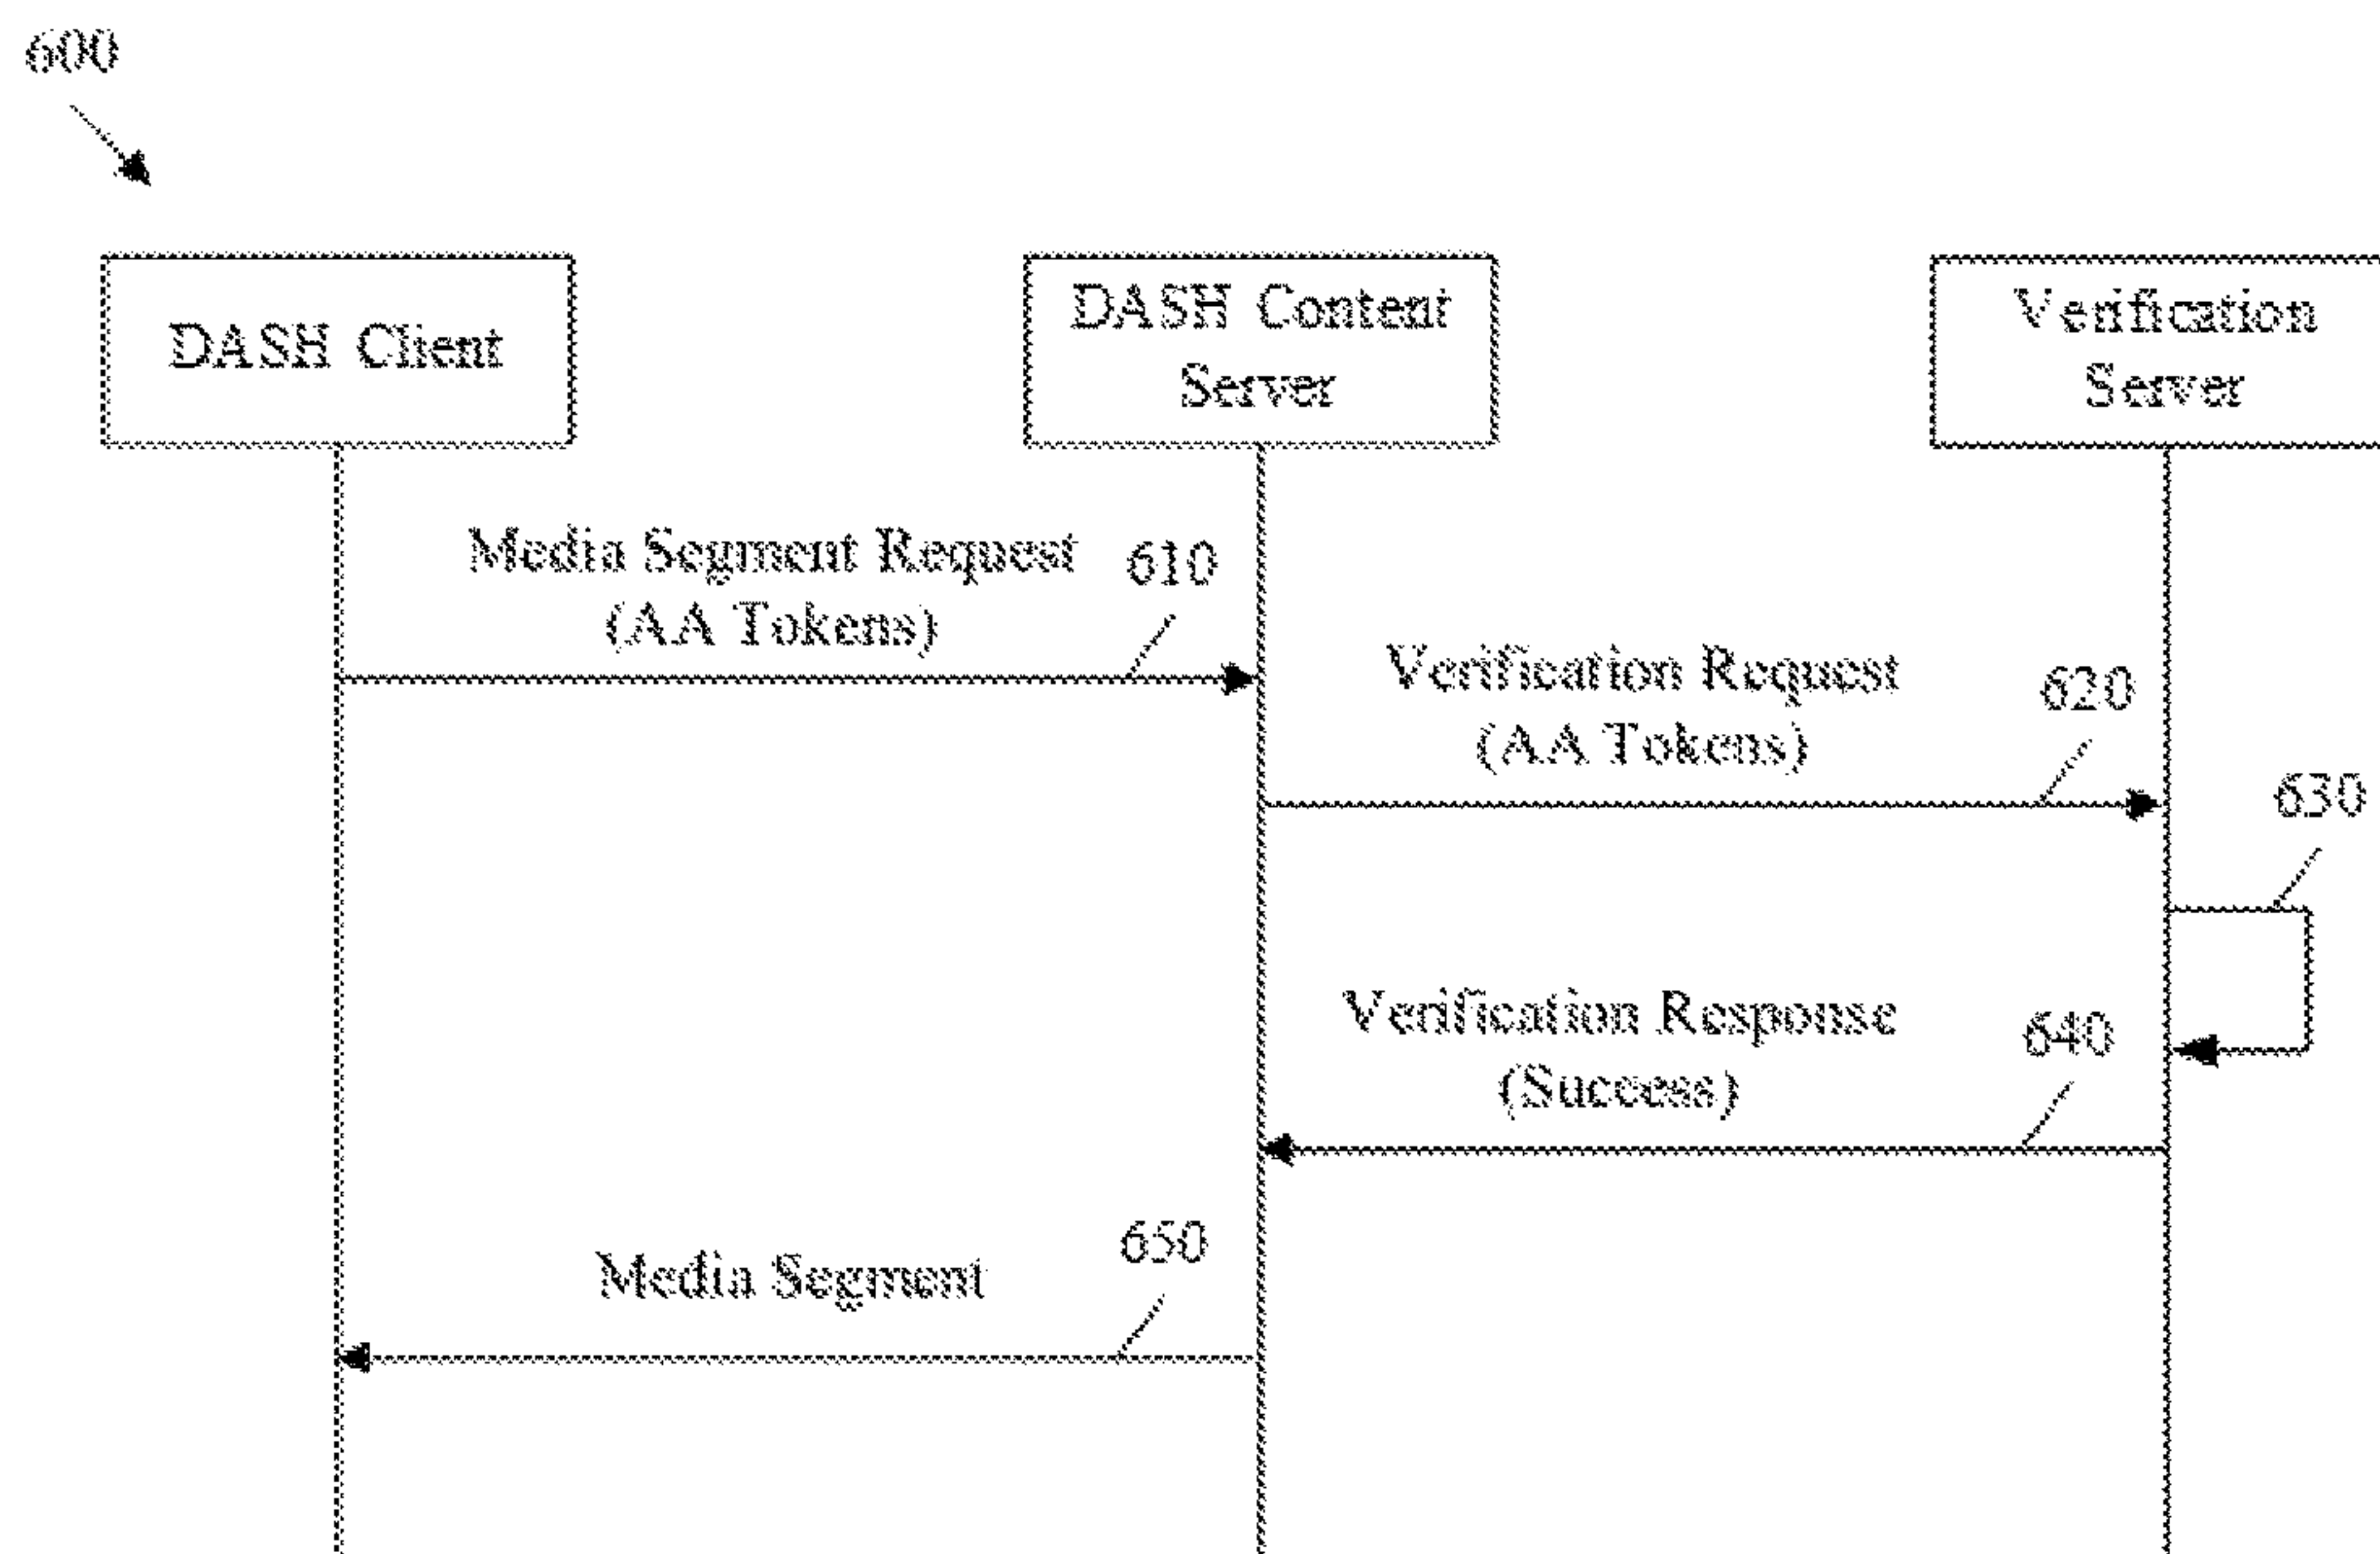 600
DASH Client
DASH Content
Server
Verification
Server
Media Segment Request
(AA Tokens)
610
Verification Request
(AA Tokens)
620
630
Verification Response
(Success)
640
Media Segment
650